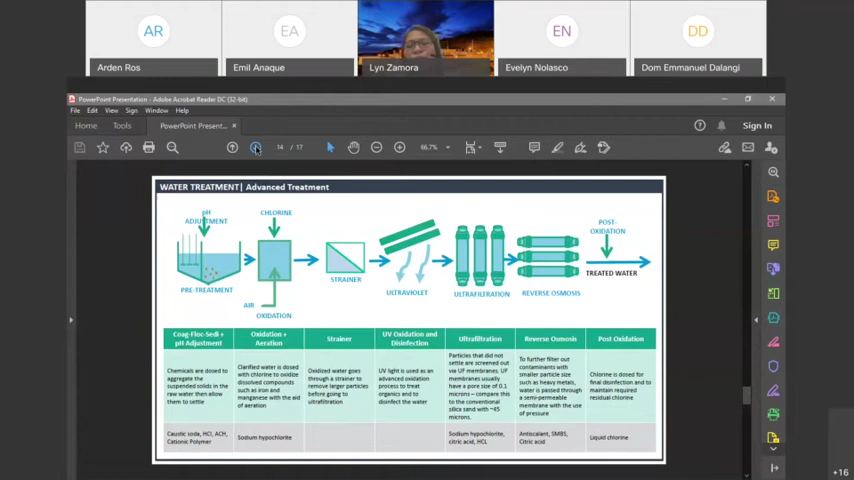 AR
EA
EN
DD
Arden Ros
Emil Anaque
Lyn Zamora
Evelyn Nolasco
Dom Emmanuel Dalangi
PowerPoint Presentation - Adobe Acrobat Reader DC (32-bit)
File Edit View Sign Window Help
Home Tools PowerPoint Present... × Sign In
14 / 17 66.7%
WATER TREATMENT| Advanced Treatment
pH
ADJUSTMENT
CHLORINE
POST-
OXIDATION
TREATED WATER
STRAINER
PRE-TREATMENT
ULTRAVIOLET
ULTRAFILTRATION
REVERSE OSMOSIS
AIR
OXIDATION
Coag-Floc-Sedi +
pH Adjustment
Oxidation +
Aeration
Strainer
UV Oxidation and
Disinfection
Ultrafiltration
Reverse Osmosis
Post Oxidation
Chemicals are dosed to
aggregate the
suspended solids in the
raw water then allow
them to settle
Clarified water is dosed
with chlorine to oxidize
dissolved compounds
such as iron and
manganese with the aid
of aeration
Oxidized water goes
through a strainer to
remove larger particles
before going to
ultrafiltration
UV light is used as an
advanced oxidation
process to treat
organics and to
disinfect the water
Particles that did not
settle are screened out
via UF membranes. UF
membranes usually
have a pore size of 0.1
microns – compare this
to the conventional
silica sand with ~45
microns.
To further filter out
contaminants with
smaller particle size
such as heavy metals,
water is passed through
a semi-permeable
membrane with the use
of pressure
Chlorine is dosed for
final disinfection and to
maintain required
residual chlorine
Caustic soda, HCl, ACH,
Cationic Polymer
Sodium hypochlorite
Sodium hypochlorite,
citric acid, HCL
Antiscalant, SMBS,
Citric acid
Liquid chlorine
+16